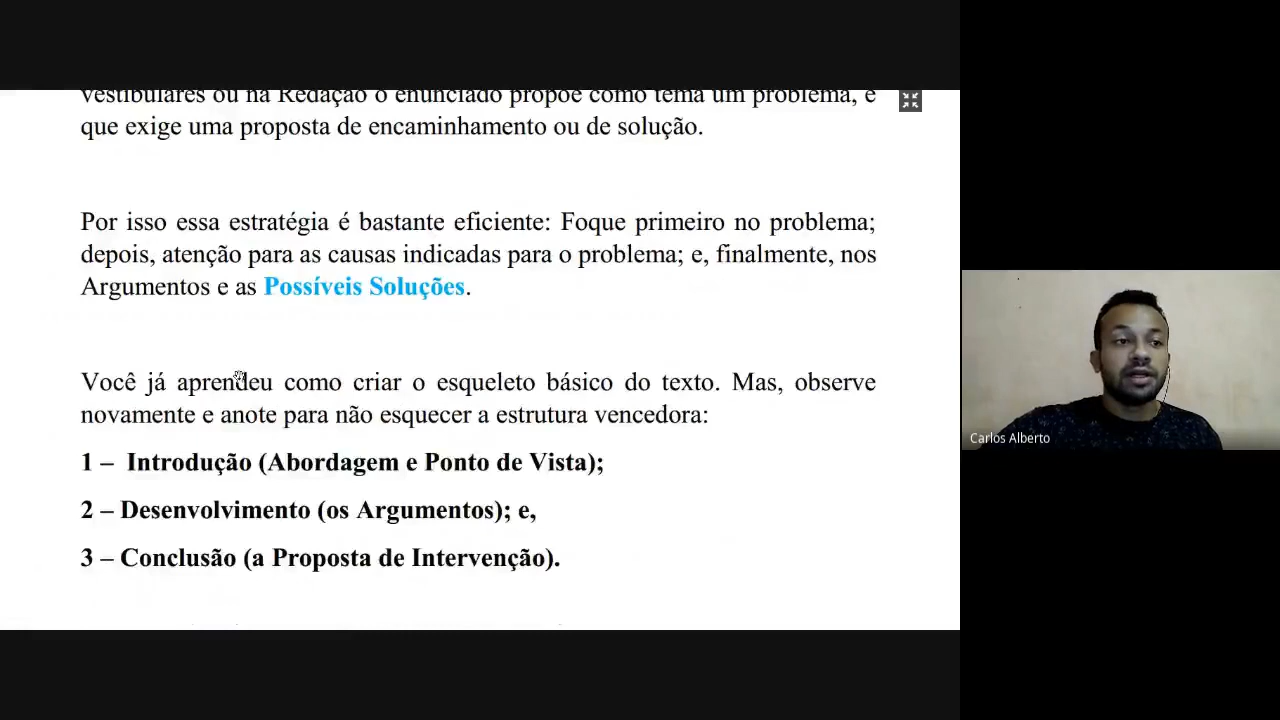 vestibulares ou na Redação o enunciado propõe como tema um problema, e
que exige uma proposta de encaminhamento ou de solução.
Por isso essa estratégia é bastante eficiente: Foque primeiro no problema;
depois, atenção para as causas indicadas para o problema; e, finalmente, nos
Argumentos e as Possíveis Soluções.
Você já aprendeu como criar o esqueleto básico do texto. Mas, observe
novamente e anote para não esquecer a estrutura vencedora:
1 – Introdução (Abordagem e Ponto de Vista);
2 – Desenvolvimento (os Argumentos); e,
3 – Conclusão (a Proposta de Intervenção).
Carlos Alberto